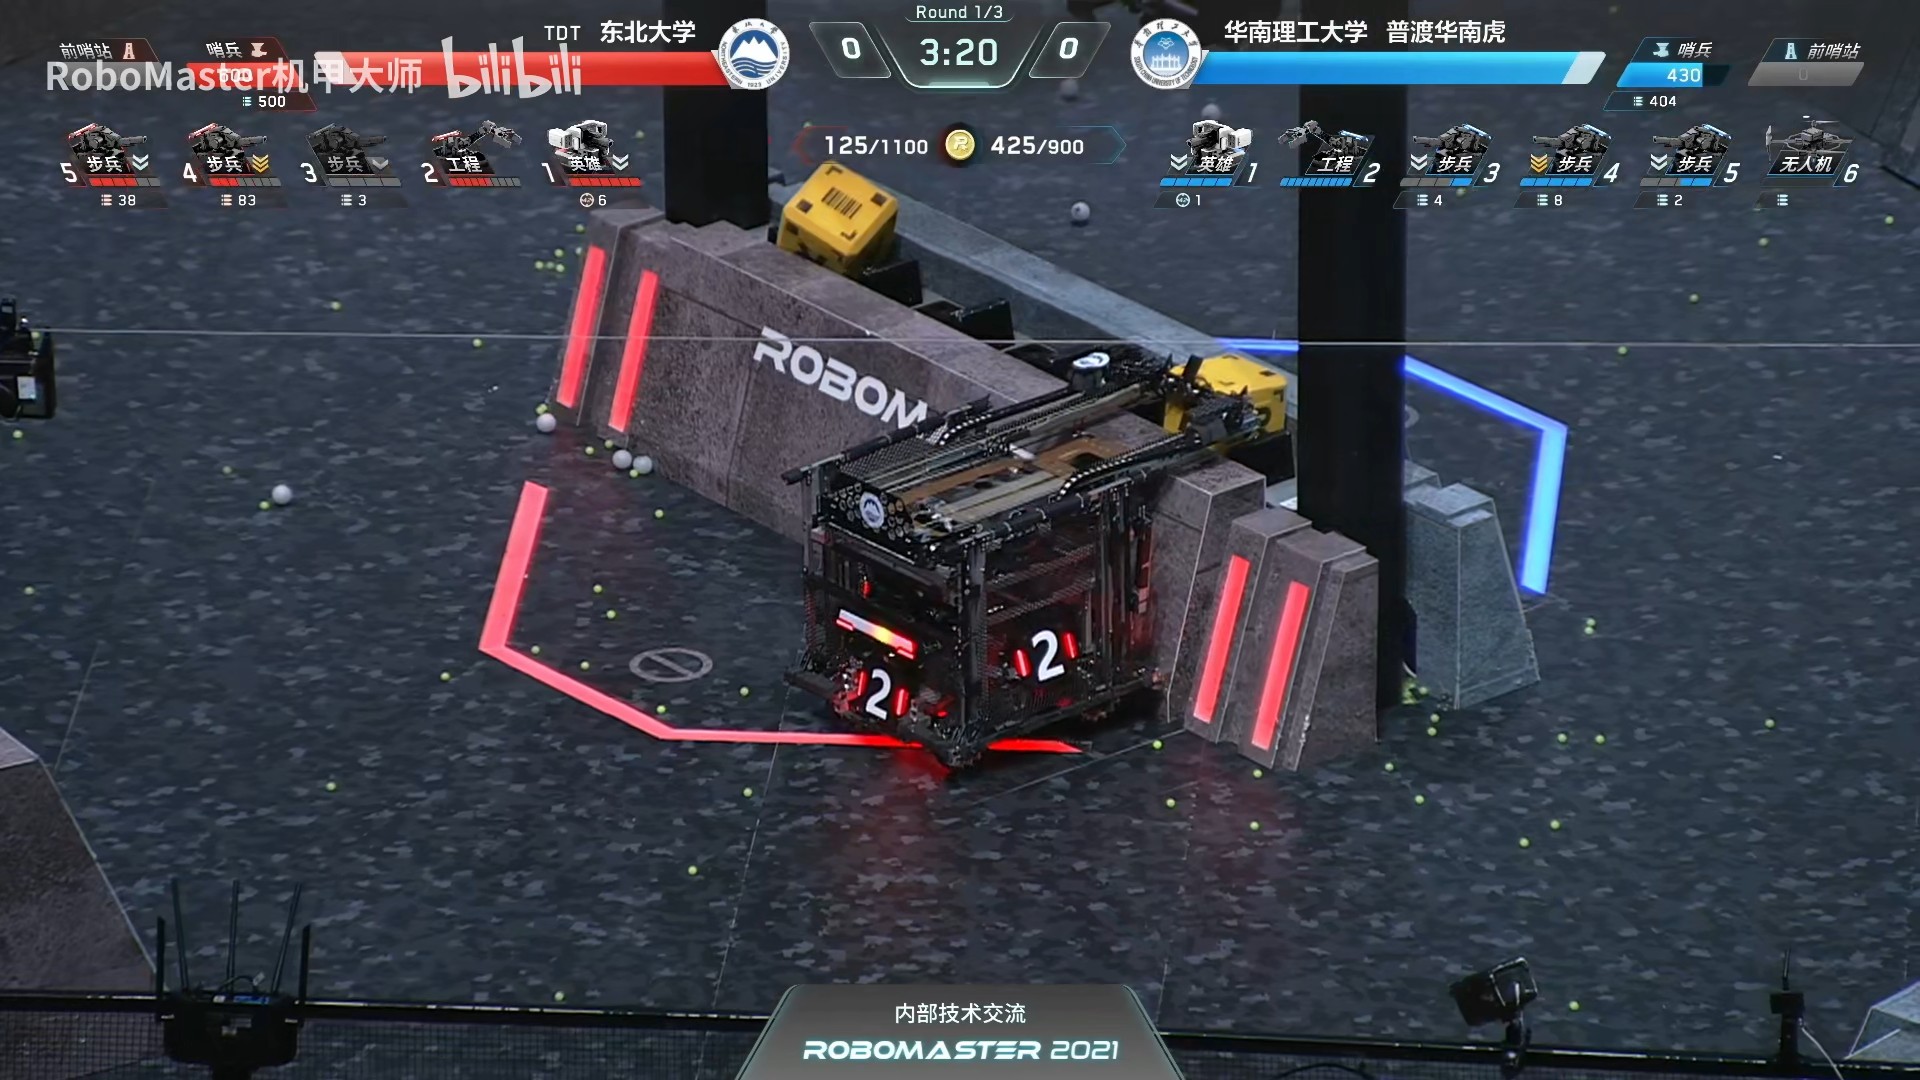 Round 1/3
TDT 东北大学
0
3:20
0
华南理工大学 普渡华南虎
前哨站
哨兵
600
500
RoboMaster机甲大师 bilibili
哨兵
430
404
前哨站
0
5 步兵
38
4 步兵
83
3 步兵
3
2 工程
1 英雄
6
125/1100
425/900
英雄 1
1
工程 2
步兵 3
4
步兵 4
8
步兵 5
2
无人机 6
ROBOM
2
2
内部技术交流
ROBOMASTER 2021